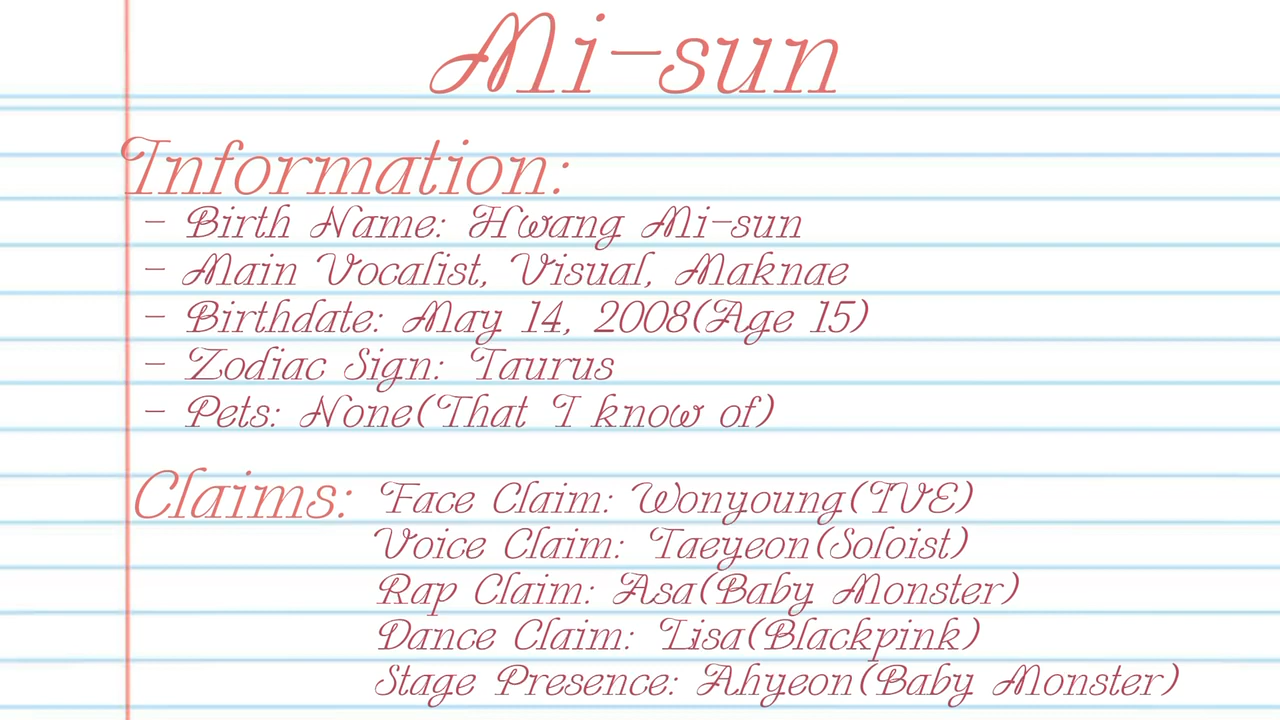 Mi-sun
Information:
- Birth Name: Hwang Mi-sun
- Main Vocalist, Visual, Maknae
- Birthdate: May 14, 2008(Age 15)
- Zodiac Sign: Taurus
- Pets: None(That I know of)
Claims: Face Claim: Wonyoung(IVE)
Voice Claim: Taeyeon(Soloist)
Rap Claim: Asa(Baby Monster)
Dance Claim: Lisa(Blackpink)
Stage Presence: Ahyeon(Baby Monster)